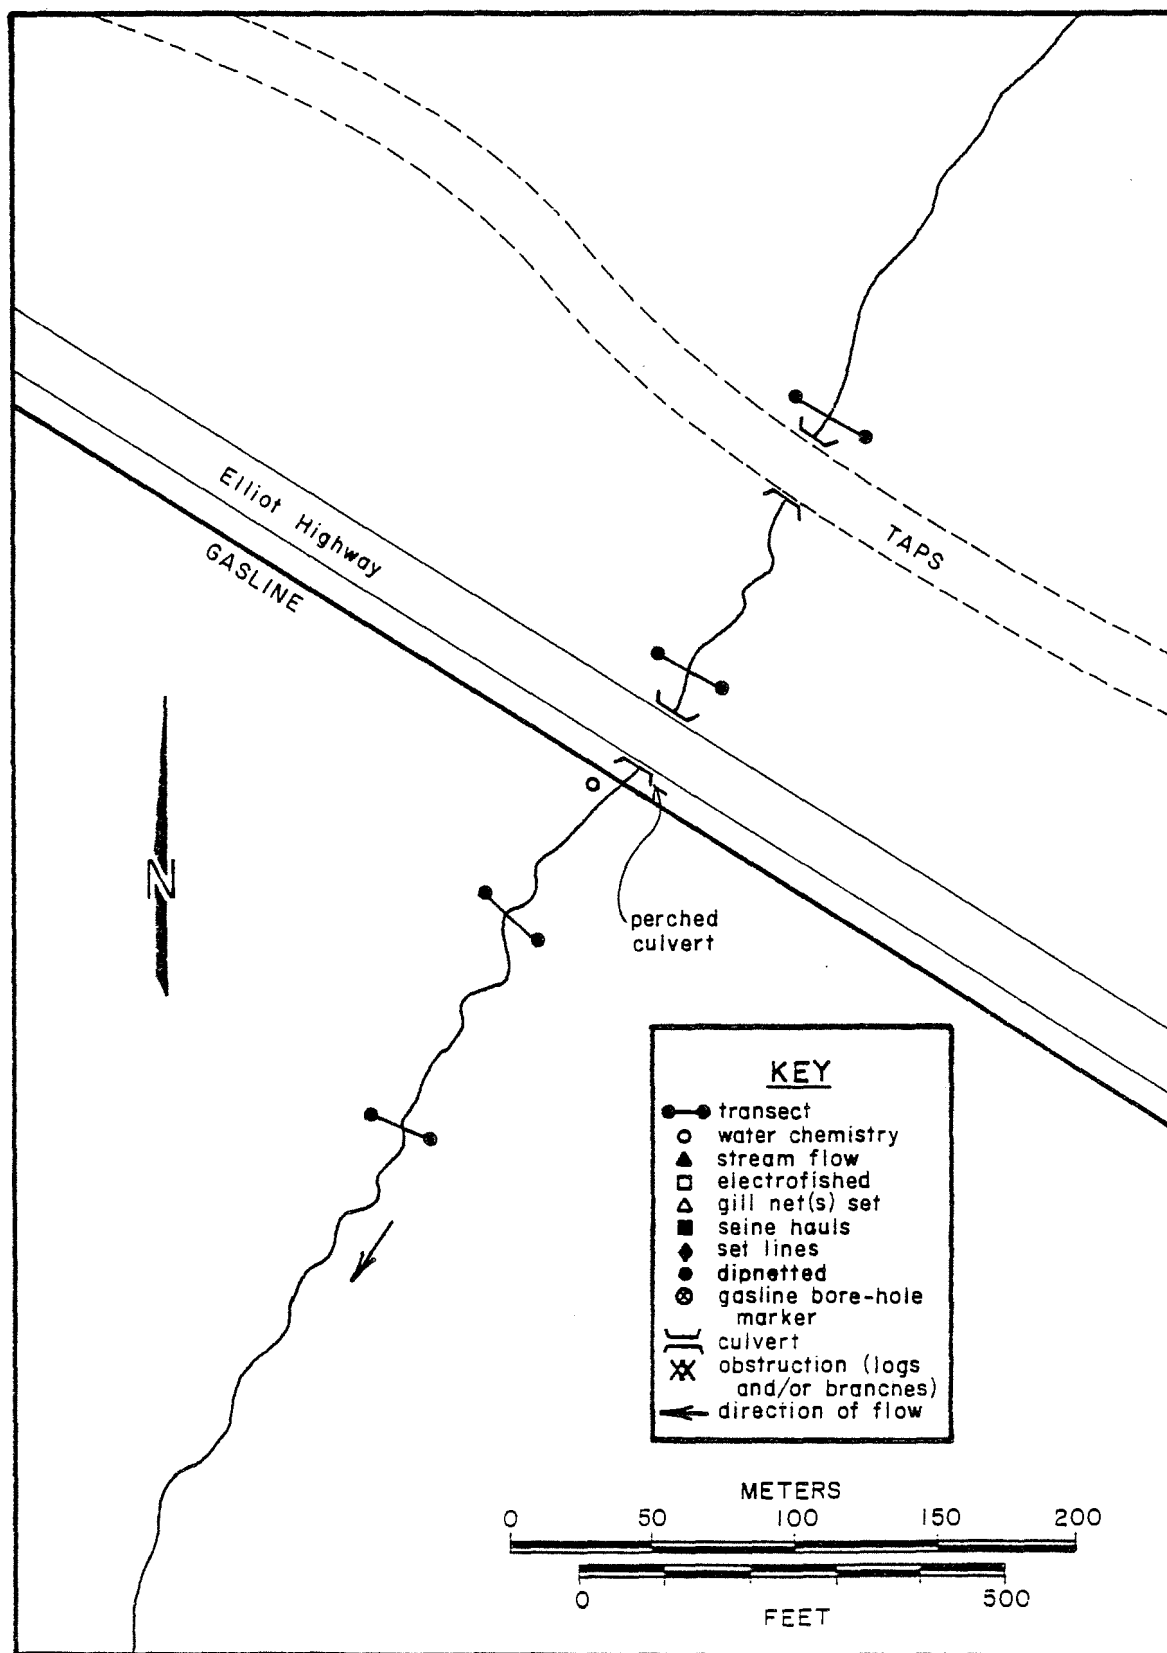 Elliot Highway
GASLINE
TAPS
N
perched
culvert
KEY
transect
water chemistry
stream flow
electrofished
gill net(s) set
seine hauls
set lines
dipnetted
gasline bore-hole
marker
culvert
obstruction (logs
and/or branches)
direction of flow
METERS
0 50 100 150 200
0 500
FEET